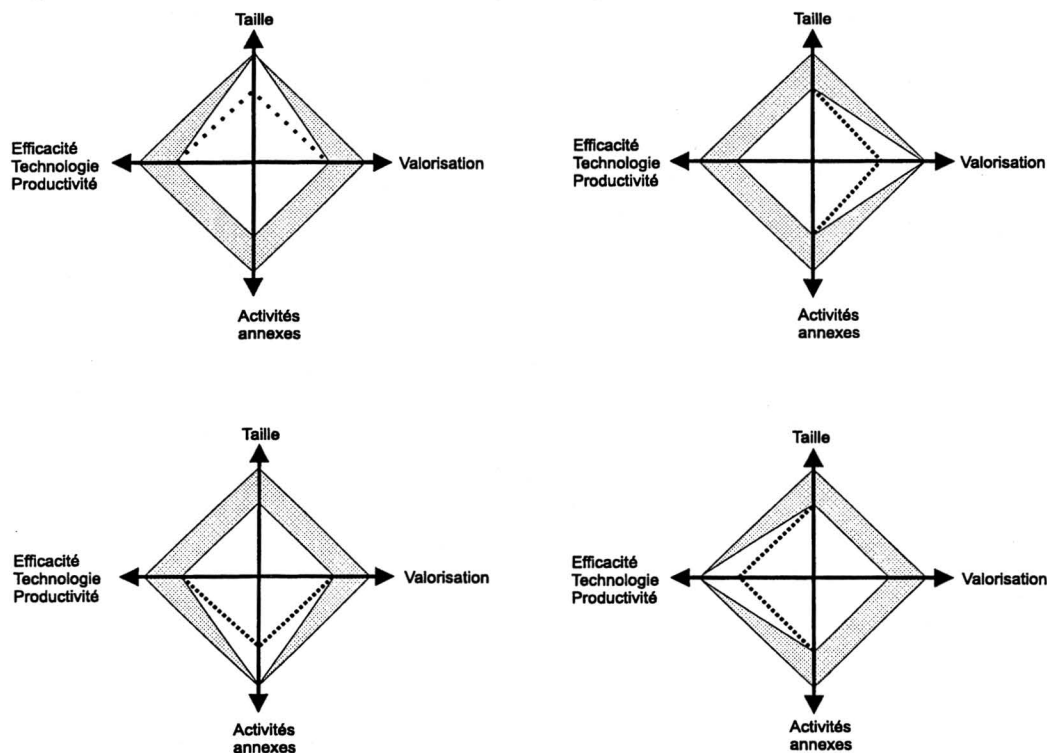 Taille
Efficacité
Technologie
Productivité
Valorisation
Activités
annexes
Taille
Efficacité
Technologie
Productivité
Valorisation
Activités
annexes
Taille
Efficacité
Technologie
Productivité
Valorisation
Activités
annexes
Taille
Efficacité
Technologie
Productivité
Valorisation
Activités
annexes